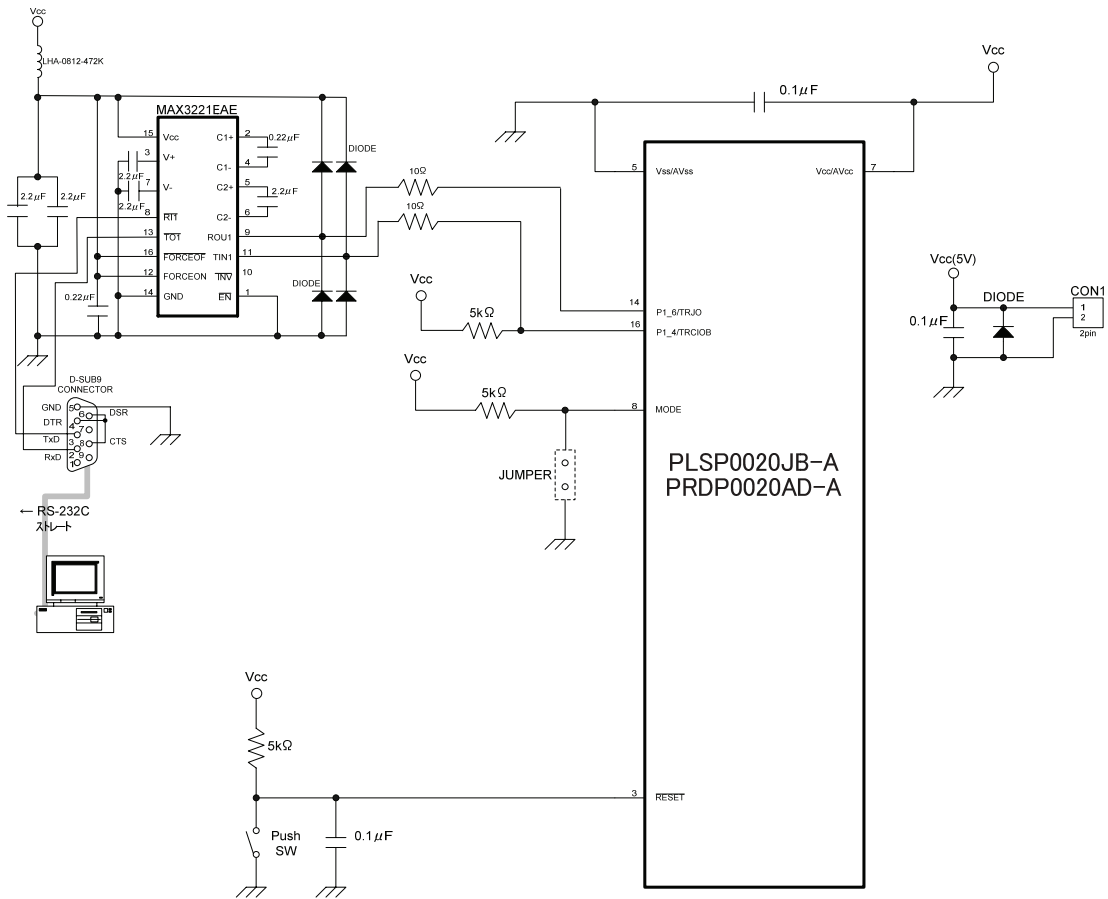 Vcc
LHA-0812-472K
MAX3221EAE
15 Vcc
3 V+
2.2μF
7 V-
2.2μF
8 RI1
13 TO1
16 FORCEOF
12 FORCEON
14 GND
C1+ 2
0.22μF
C1- 4
C2+ 5
2.2μF
C2- 6
ROU1 9
TIN1 11
INV 10
EN 1
DIODE
DIODE
2.2μF
2.2μF
0.22μF
10Ω
10Ω
Vcc
0.1μF
5 Vss/AVss
Vcc/AVcc 7
14 P1_6/TRJO
16 P1_4/TRCIOB
Vcc
5kΩ
Vcc
5kΩ
8 MODE
JUMPER
PLSP0020JB-A
PRDP0020AD-A
Vcc(5V)
DIODE
0.1μF
CON1
1
2
2pin
D-SUB9
CONNECTOR
GND
DTR
TxD
RxD
DSR
CTS
5
6
4
7
3
8
2
9
1
← RS-232C
ストレート
Vcc
5kΩ
3 RESET
Push
SW
0.1μF